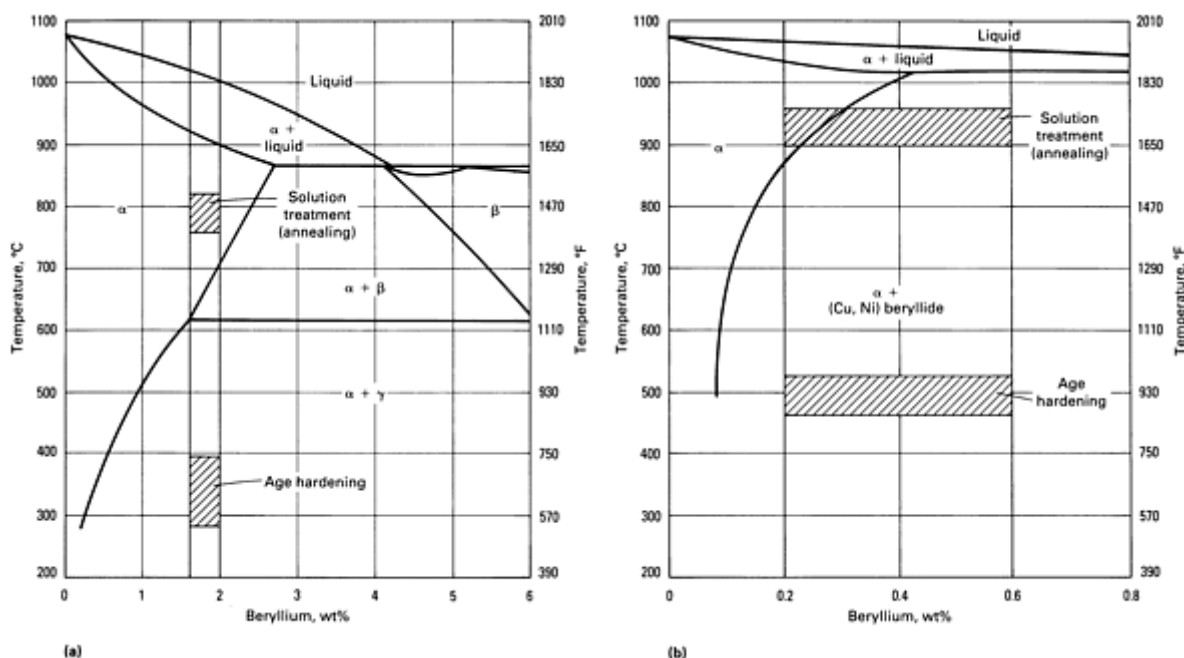 1100
1000
900
800
700
600
500
400
300
200
Temperature, °C
0
1
2
3
4
5
6
Beryllium, wt%
2010
1830
1650
1470
1290
1110
930
750
570
390
Temperature, °F
Liquid
α +
liquid
α
Solution
treatment
(annealing)
β
α + β
α + γ
Age hardening
(a)
1100
1000
900
800
700
600
500
400
300
200
Temperature, °C
0
0.2
0.4
0.6
0.8
Beryllium, wt%
2010
1830
1650
1470
1290
1110
930
750
570
390
Temperature, °F
Liquid
α + liquid
α
Solution
treatment
(annealing)
α +
(Cu, Ni) beryllide
Age
hardening
(b)